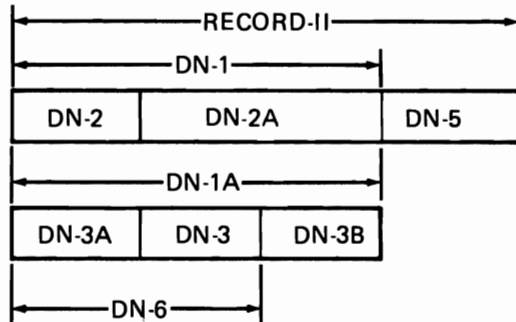 RECORD-II
DN-1
DN-2 DN-2A DN-5
DN-1A
DN-3A DN-3 DN-3B
DN-6